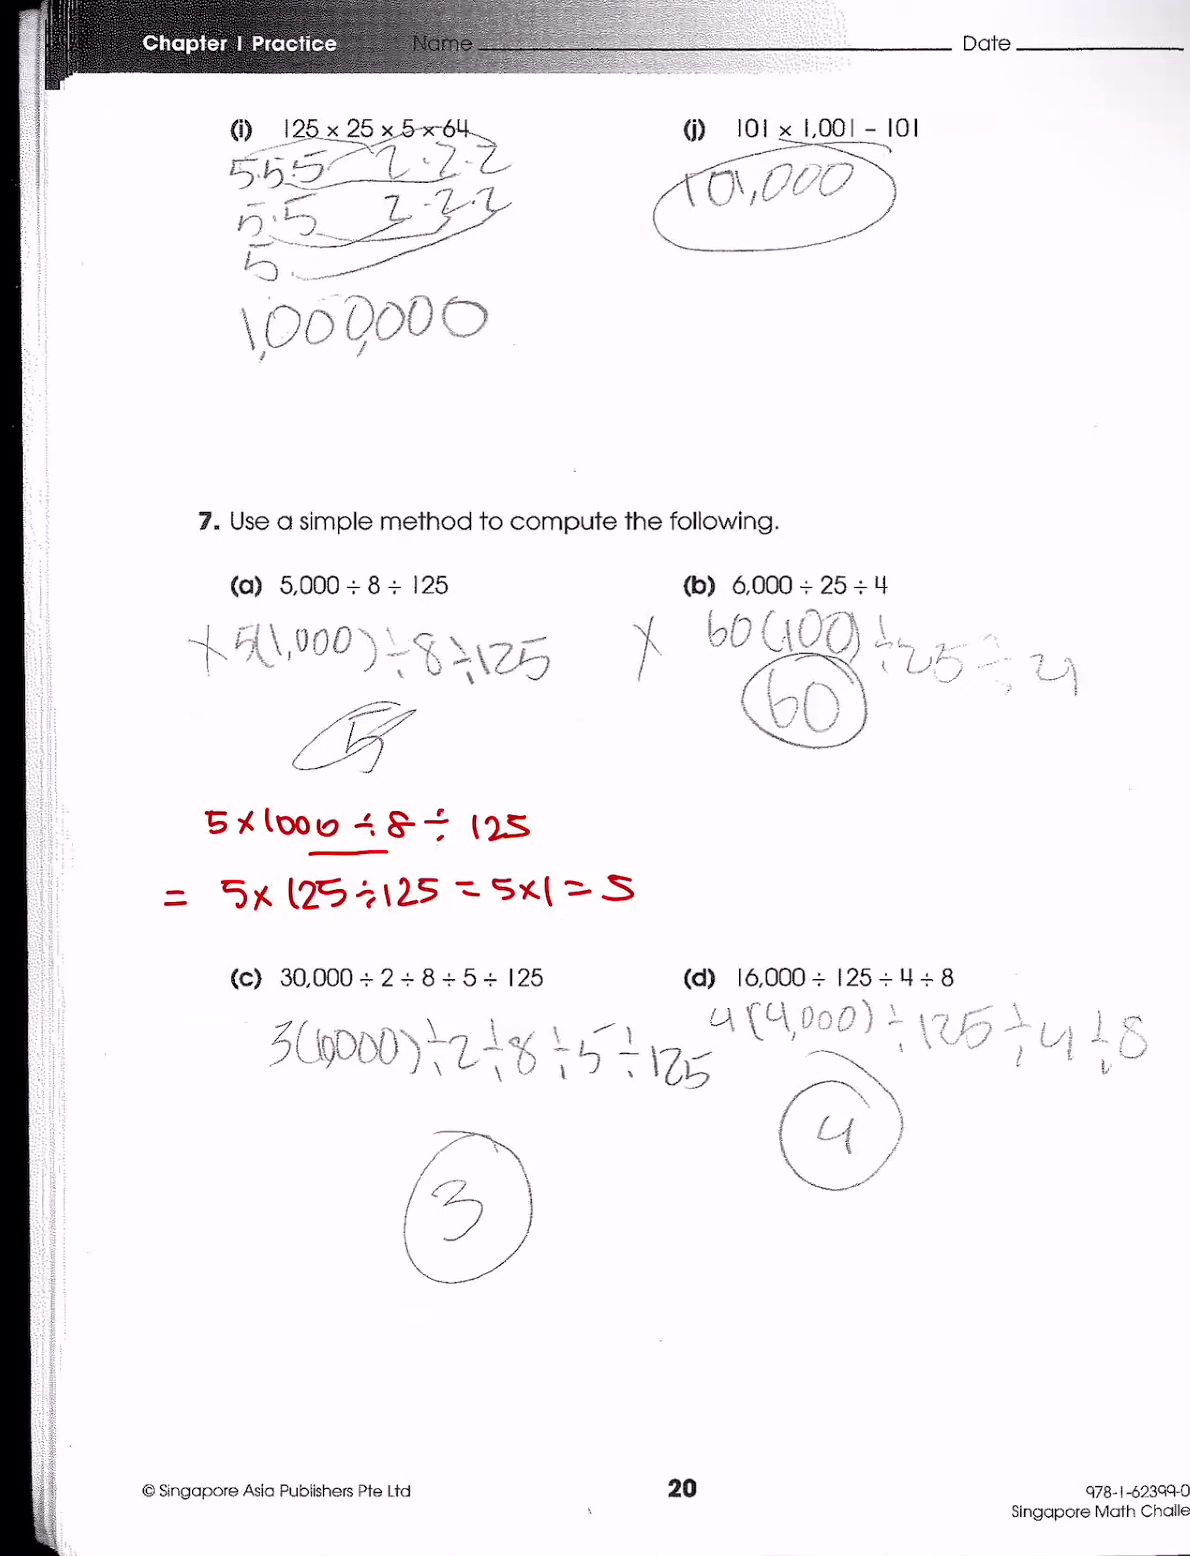 Chapter 1 Practice Name Date
(i) 125 × 25 × 5 × 64
5·5·5 2·2·2
5·5 2·2·2
5·
1,000,000
(j) 101 × 1,001 – 101
101,000
7. Use a simple method to compute the following.
(a) 5,000 ÷ 8 ÷ 125
× 5(1,000) ÷ 8 ÷ 125
5
(b) 6,000 ÷ 25 ÷ 4
× 60(100) ÷ 25 ÷ 4
60
5 × 1000 ÷ 8 ÷ 125
= 5 × 125 ÷ 125 = 5 × 1 = 5
(c) 30,000 ÷ 2 ÷ 8 ÷ 5 ÷ 125
3(10,000) ÷ 2 ÷ 8 ÷ 5 ÷ 125
3
(d) 16,000 ÷ 125 ÷ 4 ÷ 8
4(4,000) ÷ 125 ÷ 4 ÷ 8
4
© Singapore Asia Publishers Pte Ltd
20
978-1-62399-0
Singapore Math Challe